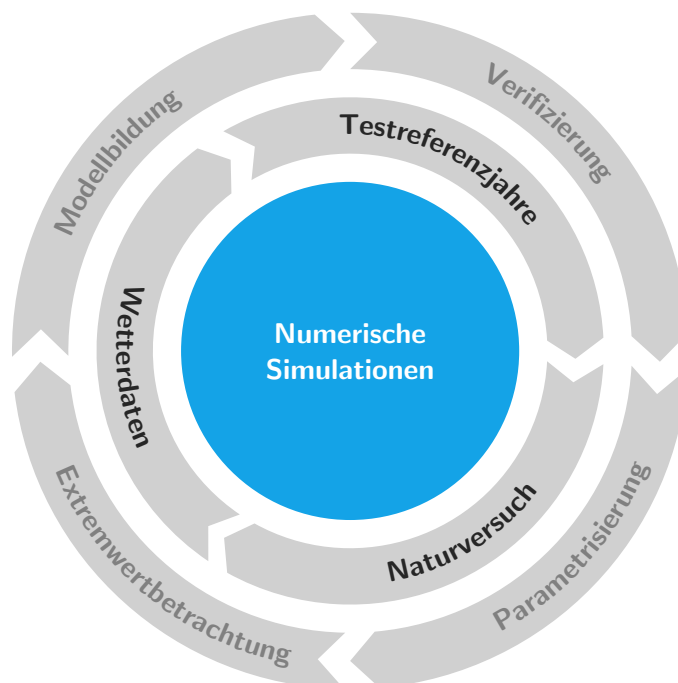 Modellbildung
Verifizierung
Testreferenzjahre
Wetterdaten
Numerische
Simulationen
Naturversuch
Extremwertbetrachtung
Parametrisierung